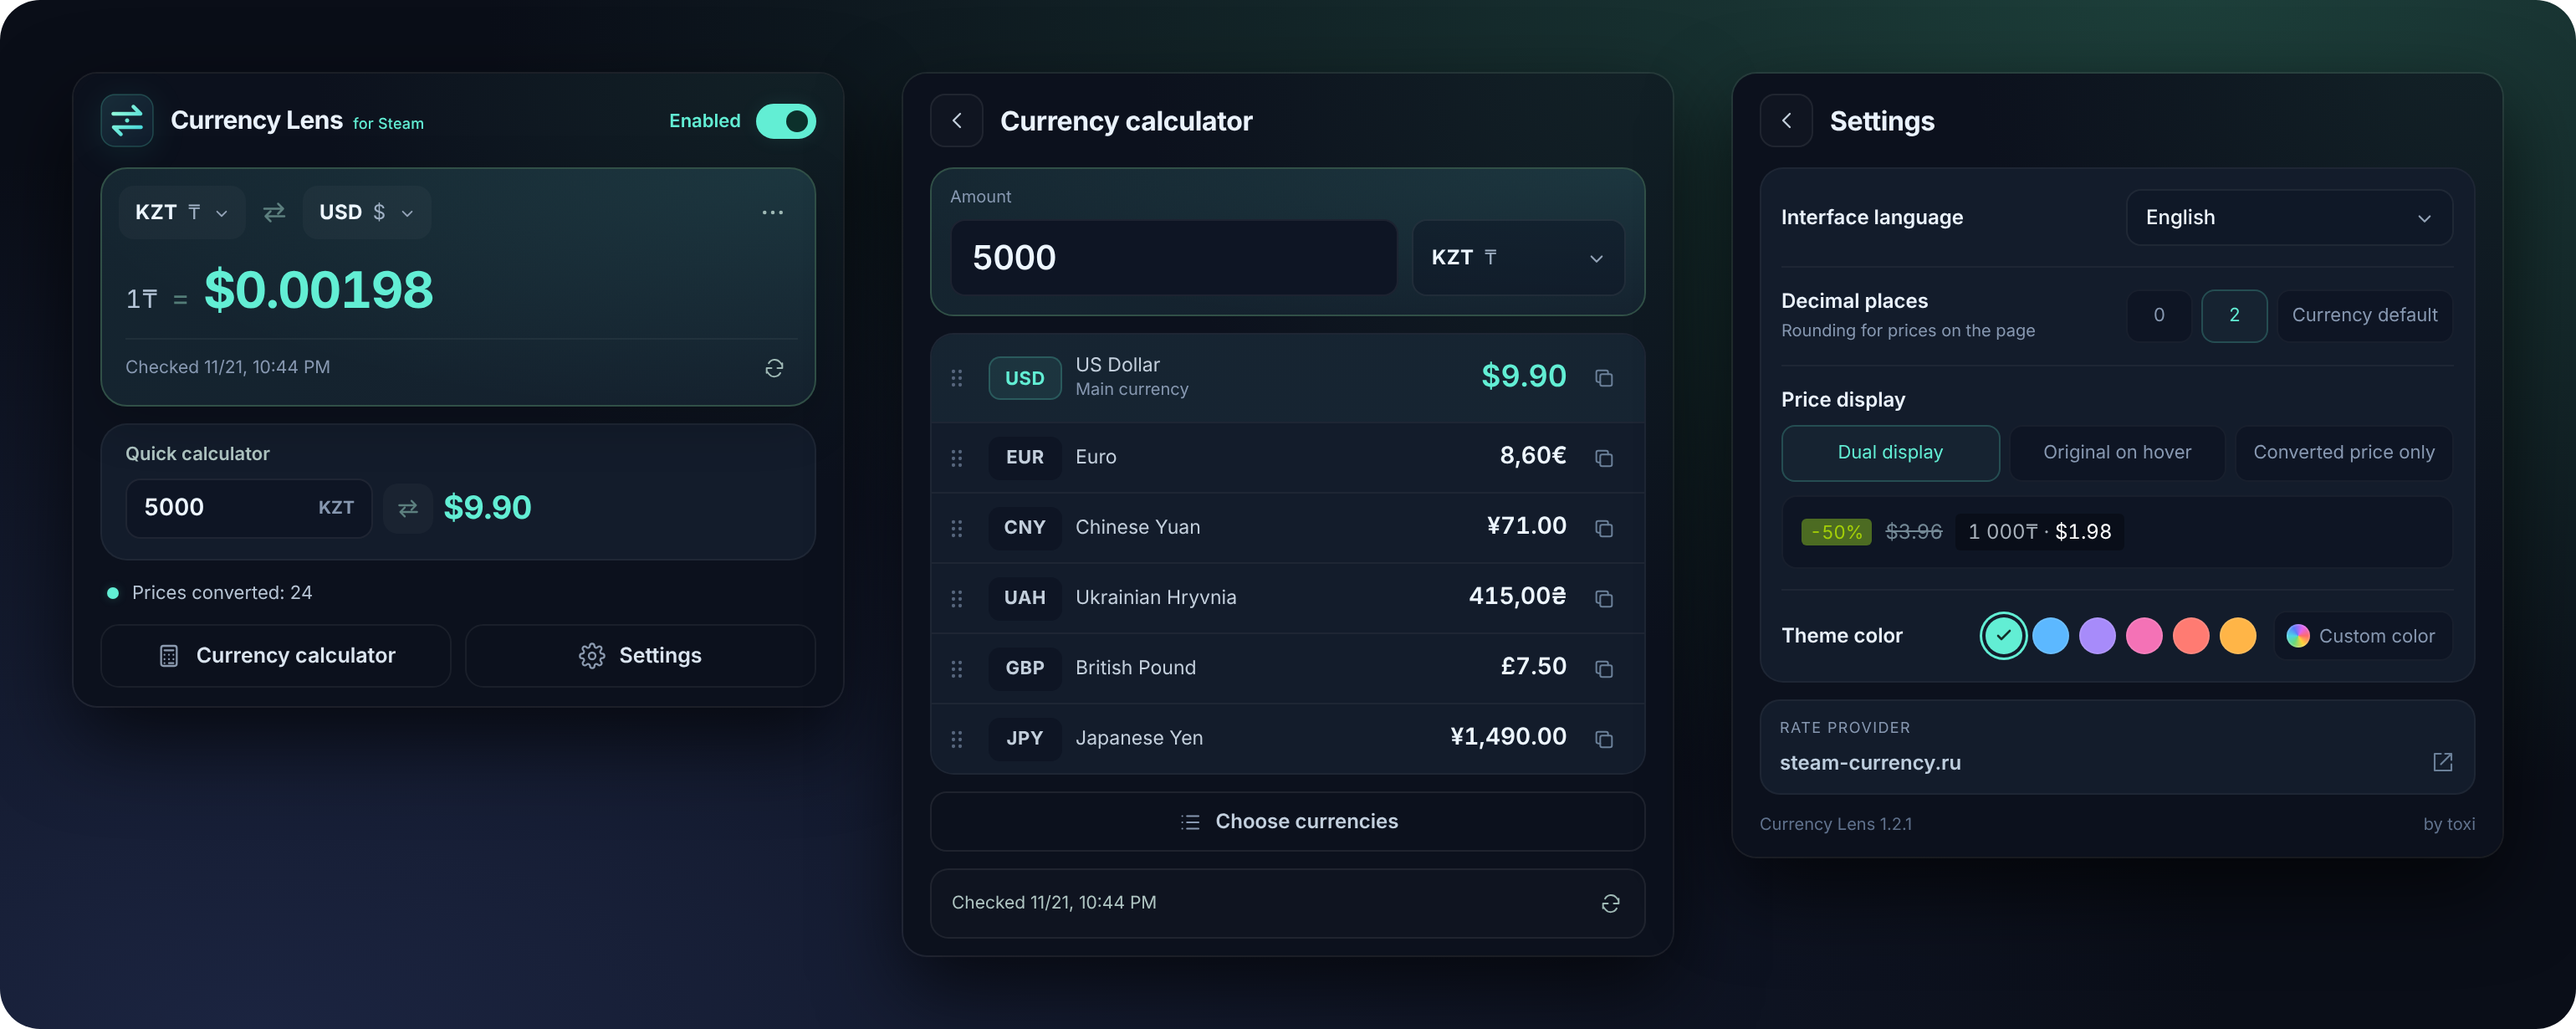 Currency Lens for Steam
Enabled
KZT ₸
USD $
1₸ = $0.00198
Checked 11/21, 10:44 PM
Quick calculator
5000 KZT
$9.90
Prices converted: 24
Currency calculator
Settings
Currency calculator
Amount
5000
KZT ₸
USD
US Dollar
Main currency
$9.90
EUR Euro 8,60€
CNY Chinese Yuan ¥71.00
UAH Ukrainian Hryvnia 415,00₴
GBP British Pound £7.50
JPY Japanese Yen ¥1,490.00
Choose currencies
Checked 11/21, 10:44 PM
Settings
Interface language
English
Decimal places
Rounding for prices on the page
0
2
Currency default
Price display
Dual display
Original on hover
Converted price only
-50% $3.96 1 000₸ · $1.98
Theme color
Custom color
RATE PROVIDER
steam-currency.ru
Currency Lens 1.2.1
by toxi